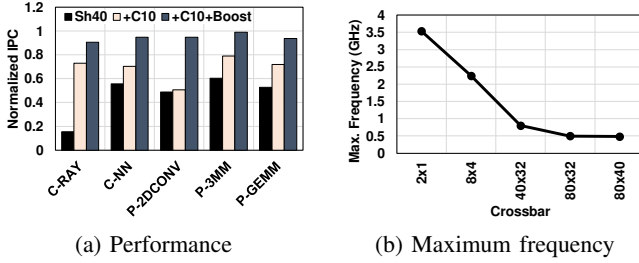 Sh40 +C10 +C10+Boost
Normalized IPC
1.2
1
0.8
0.6
0.4
0.2
0
C-RAY
C-NN
P-2DCONV
P-3MM
P-GEMM
(a) Performance
Max. Frequency (GHz)
4
3.5
3
2.5
2
1.5
1
0.5
0
2x1
8x4
40x32
80x32
80x40
Crossbar
(b) Maximum frequency